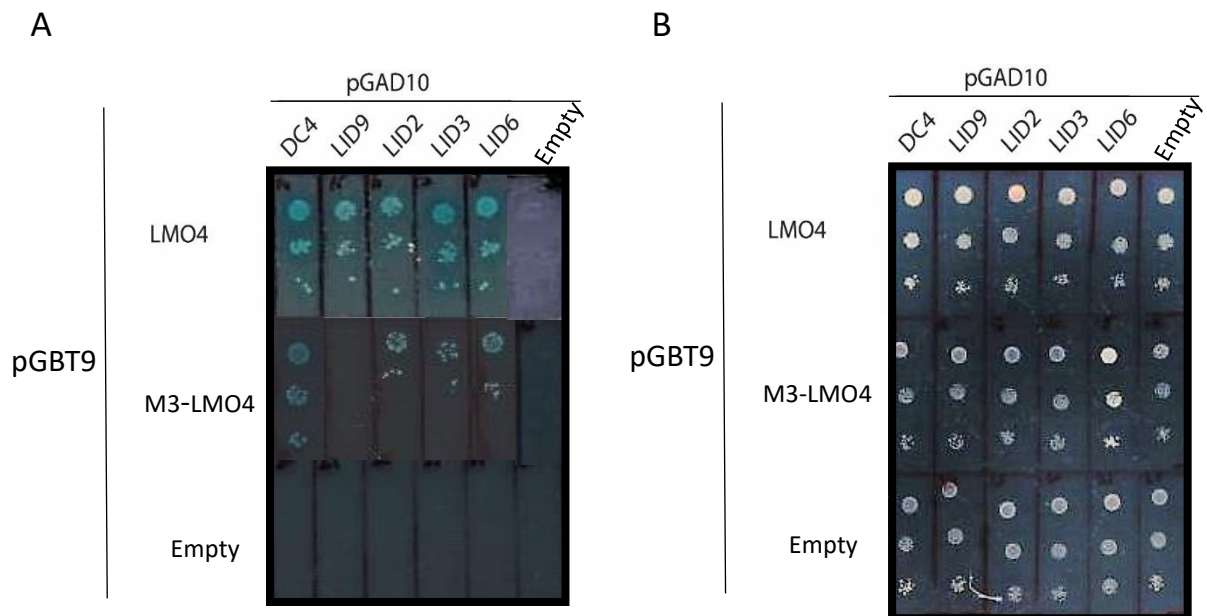 A
pGAD10
DC4 LID9 LID2 LID3 LID6 Empty
LMO4
pGBT9
M3-LMO4
Empty
B
pGAD10
DC4 LID9 LID2 LID3 LID6 Empty
LMO4
pGBT9
M3-LMO4
Empty